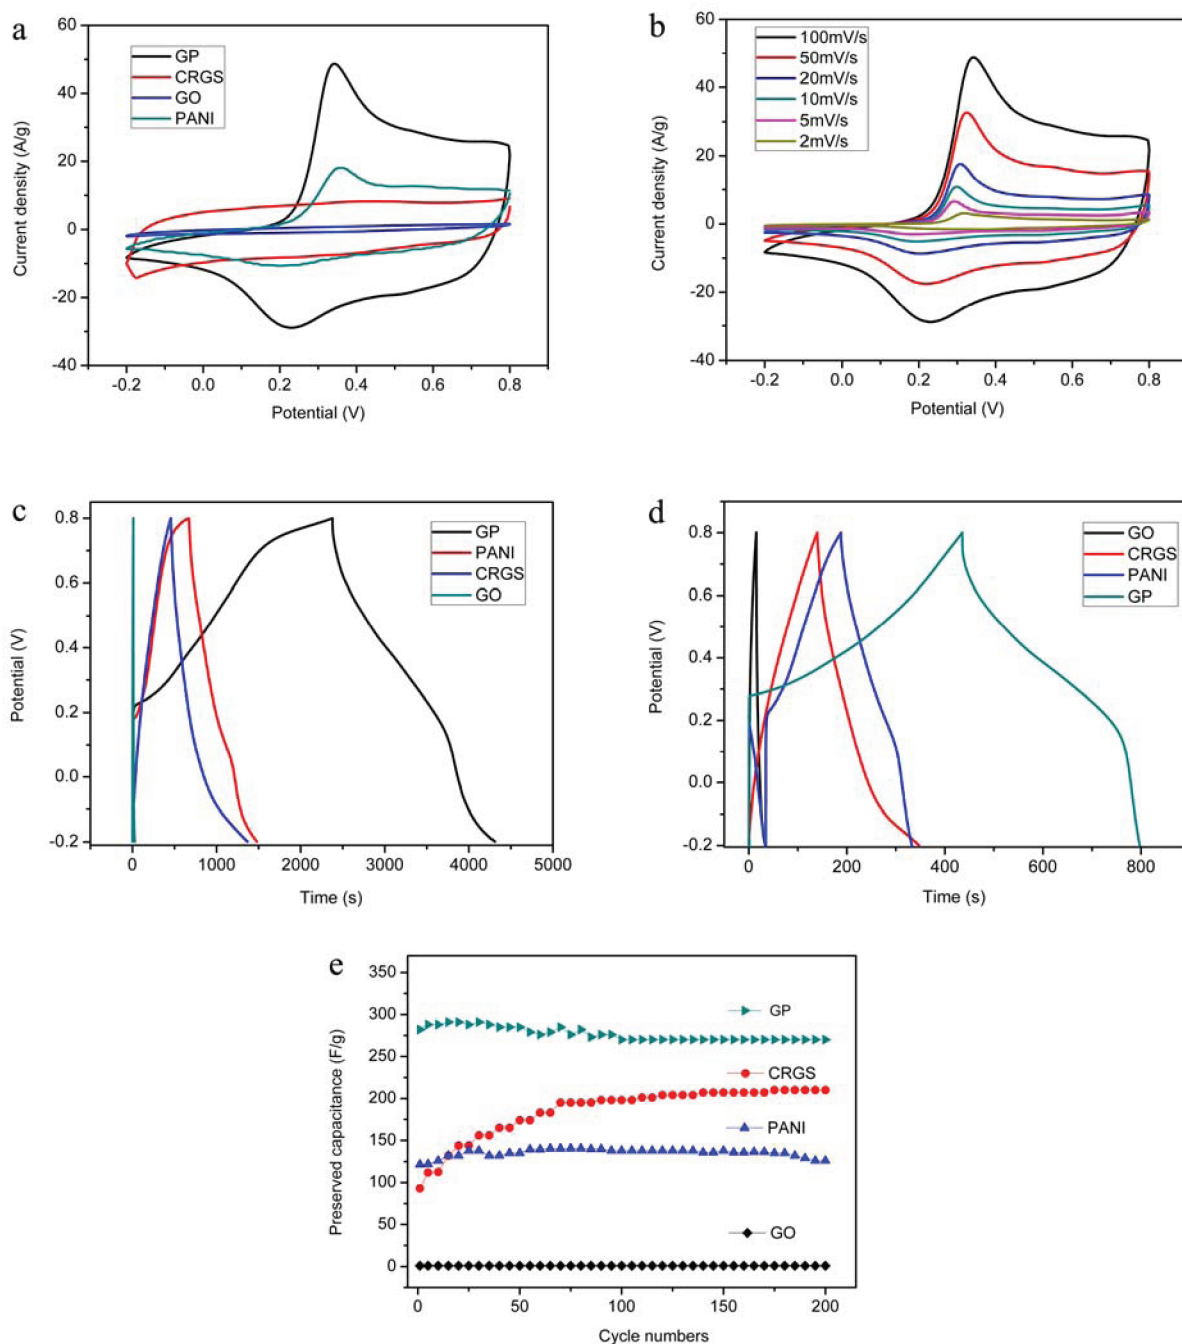 a
60
40
20
0
-20
-40
Current density (A/g)
GP
CRGS
GO
PANI
-0.2 0.0 0.2 0.4 0.6 0.8
Potential (V)
b
60
40
20
0
-20
-40
Current density (A/g)
100mV/s
50mV/s
20mV/s
10mV/s
5mV/s
2mV/s
-0.2 0.0 0.2 0.4 0.6 0.8
Potential (V)
c
0.8
0.6
0.4
0.2
0.0
-0.2
Potential (V)
GP
PANI
CRGS
GO
0 1000 2000 3000 4000 5000
Time (s)
d
0.8
0.6
0.4
0.2
0.0
-0.2
Potential (V)
GO
CRGS
PANI
GP
0 200 400 600 800
Time (s)
e
350
300
250
200
150
100
50
0
Preserved capacitance (F/g)
GP
CRGS
PANI
GO
0 50 100 150 200
Cycle numbers